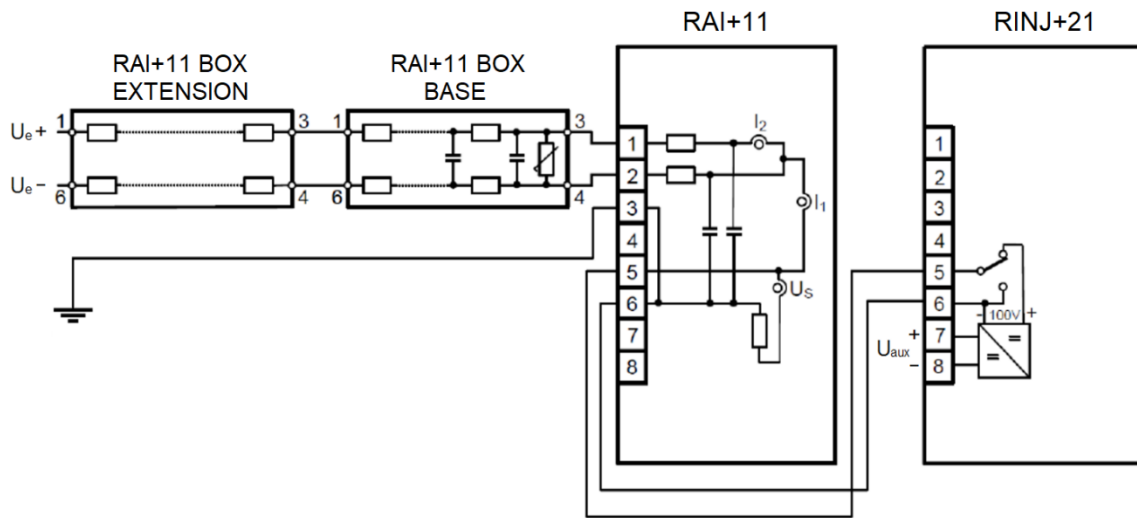 RAI+11
RINJ+21
RAI+11 BOX
EXTENSION
RAI+11 BOX
BASE
1
3
1
3
Ue+
Ue−
6
4
6
4
I2
I1
US
1
2
3
4
5
6
7
8
1
2
3
4
5
6
7
8
- 100V +
Uaux
+
−
=
=